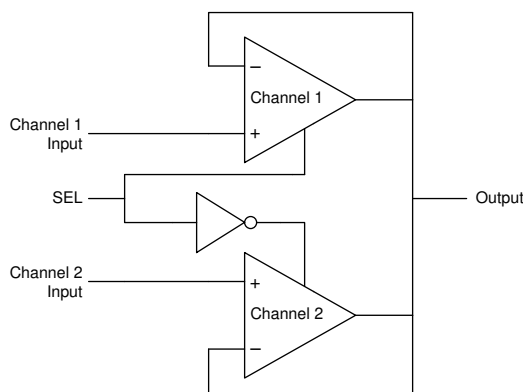 −
Channel 1
+
Channel 1
Input
SEL
Output
Channel 2
Input
+
Channel 2
−